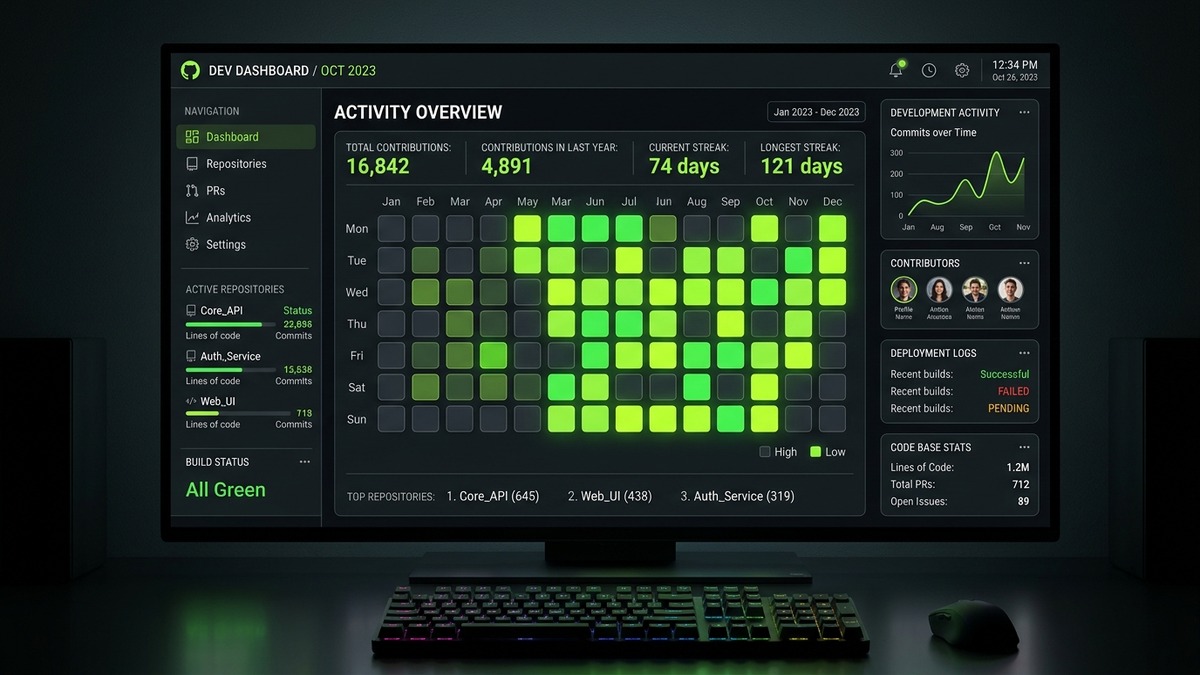 DEV DASHBOARD / OCT 2023
12:34 PM
Oct 26, 2023
NAVIGATION
Dashboard
Repositories
PRs
Analytics
Settings
ACTIVE REPOSITORIES
Core_API Status
22,698
Lines of code Commits
Auth_Service
15,538
Lines of code Commits
Web_UI
713
Lines of code Commits
BUILD STATUS
All Green
ACTIVITY OVERVIEW
Jan 2023 - Dec 2023
TOTAL CONTRIBUTIONS: CONTRIBUTIONS IN LAST YEAR: CURRENT STREAK: LONGEST STREAK:
16,842 4,891 74 days 121 days
Jan Feb Mar Apr May Mar Jun Jul Jun Aug Sep Oct Nov Dec
Mon
Tue
Wed
Thu
Fri
Sat
Sun
High Low
TOP REPOSITORIES: 1. Core_API (645) 2. Web_UI (438) 3. Auth_Service (319)
DEVELOPMENT ACTIVITY
Commits over Time
300
200
100
0
Jan Aug Sep Oct Nov
CONTRIBUTORS
DEPLOYMENT LOGS
Recent builds: Successful
Recent builds: FAILED
Recent builds: PENDING
CODE BASE STATS
Lines of Code: 1.2M
Total PRs: 712
Open Issues: 89